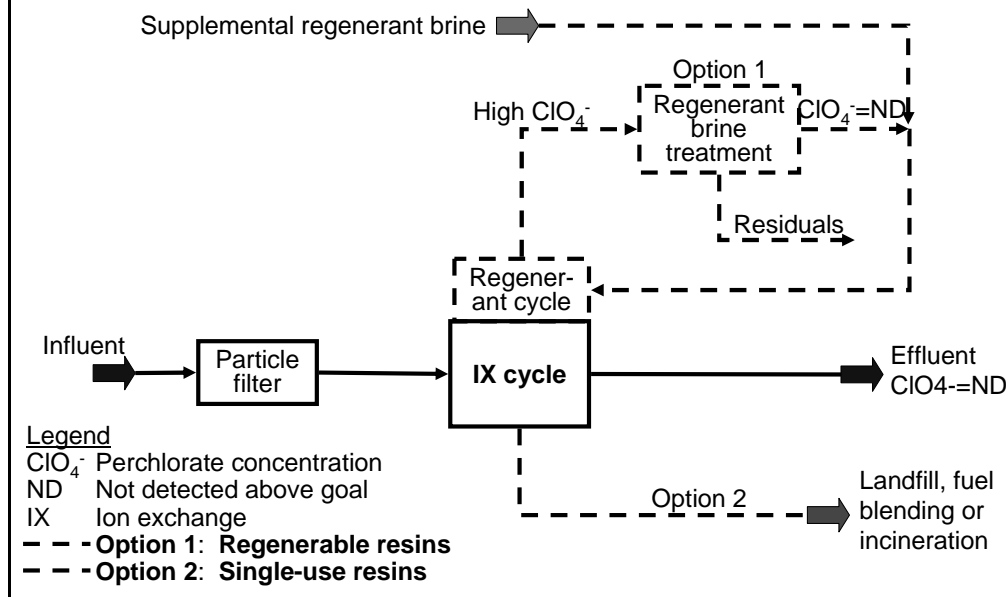 Supplemental regenerant brine
Option 1
High ClO₄⁻
Regenerant
brine
treatment
ClO₄⁻=ND
Residuals
Regener-
ant cycle
Influent
Particle
filter
IX cycle
Effluent
ClO4-=ND
Legend
ClO₄⁻ Perchlorate concentration
ND Not detected above goal
IX Ion exchange
Option 1: Regenerable resins
Option 2: Single-use resins
Option 2
Landfill, fuel
blending or
incineration